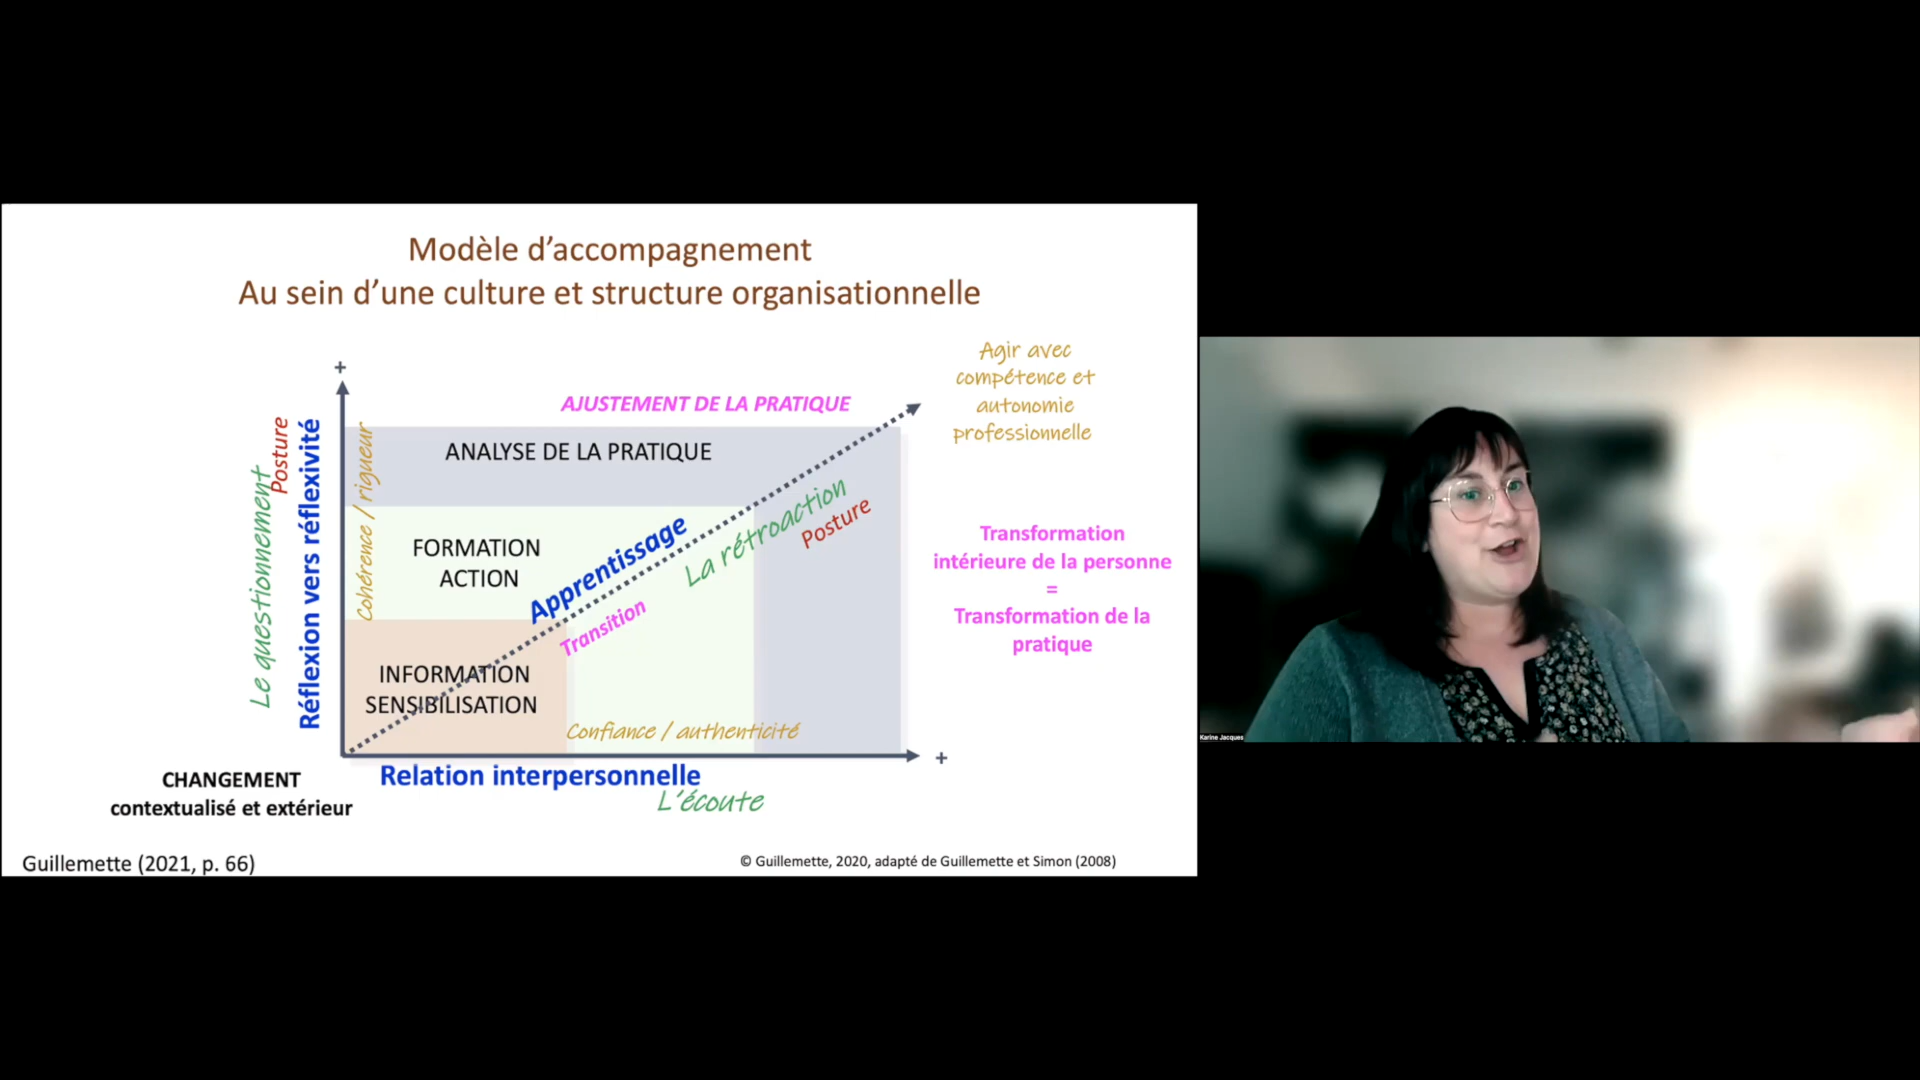 Modèle d'accompagnement
Au sein d'une culture et structure organisationnelle
+
Agir avec
compétence et
autonomie
professionnelle
AJUSTEMENT DE LA PRATIQUE
Le questionnement
Posture
Réflexion vers réflexivité
Cohérence / rigueur
ANALYSE DE LA PRATIQUE
FORMATION
ACTION
Apprentissage
La rétroaction
Posture
Transition
INFORMATION
SENSIBILISATION
Confiance / authenticité
Transformation
intérieure de la personne
=
Transformation de la
pratique
+
Relation interpersonnelle
L'écoute
CHANGEMENT
contextualisé et extérieur
Guillemette (2021, p. 66)
© Guillemette, 2020, adapté de Guillemette et Simon (2008)
Karine Jacques